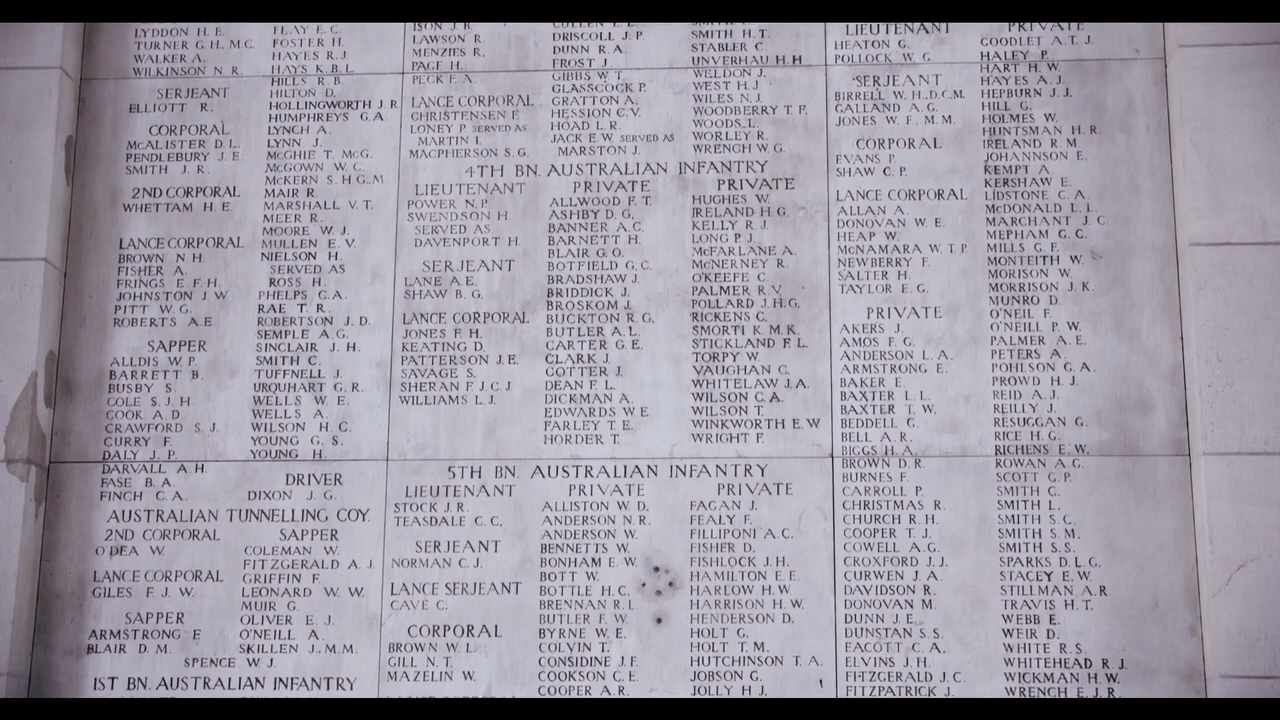 LYDDON H. E.
TURNER G. H., M.C.
WALKER A.
WILKINSON N. R.
SERJEANT
ELLIOTT R.
CORPORAL
McALISTER D. L.
PENDLEBURY J. E.
SMITH J. R.
2ND CORPORAL
WHETTAM H. E.
LANCE CORPORAL
BROWN N. H.
FISHER A.
FRINGS E. F. H.
JOHNSTON J. W.
PITT W. G.
ROBERTS A. E.
SAPPER
ALLDIS W. P.
BARRETT B.
BUSBY S.
COLE S. J. H.
COOK A. D.
CRAWFORD S. J.
CURRY F.
DALY J. P.
DARVALL A. H.
FASE B. A.
FINCH C. A.
FLAY E. C.
FOSTER H.
HAYES R. J.
HAYS K. B. L.
HILLS R. B.
HILTON D.
HOLLINGWORTH J. R.
HUMPHREYS G. A.
LYNCH A.
LYNN J.
McGHIE T. McG.
McGOWN W. C.
McKERN S. H. G., M.M.
MAIR R.
MARSHALL V. T.
MEER R.
MOORE W. J.
MULLEN E. V.
NIELSON H.
SERVED AS
ROSS H.
PHELPS C. A.
RAE T. R.
ROBERTSON J. D.
SEMPLE A. G.
SINCLAIR J. H.
SMITH C.
TUFFNELL J.
URQUHART G. R.
WELLS W. E.
WELLS A.
WILSON H. C.
YOUNG G. S.
YOUNG H.
DRIVER
DIXON J. G.
AUSTRALIAN TUNNELLING COY.
2ND CORPORAL
O'DEA W.
LANCE CORPORAL
GILES F. J. W.
SAPPER
ARMSTRONG E
BLAIR D. M.
SAPPER
COLEMAN W.
FITZGERALD A. J.
GRIFFIN F.
LEONARD W. W.
MUIR G.
OLIVER E. J.
O'NEILL A.
SKILLEN J., M.M.
SPENCE W. J.
1ST BN. AUSTRALIAN INFANTRY
ISON J. R.
LAWSON R.
MENZIES R.
PAGE H.
PECK F. A.
LANCE CORPORAL
CHRISTENSEN F.
LONEY P. SERVED AS
MARTIN I.
MACPHERSON S. G.
DRISCOLL J. P.
DUNN R. A.
FROST J.
GIBBS W. T.
GLASSCOCK P.
GRATTON A.
HESSION C. V.
HOAD L. R.
JACK E. W. SERVED AS
MARSTON J.
SMITH H. T.
STABLER C.
UNVERHAU H. H
WELDON J.
WEST H. J.
WILES N. J.
WOODBERRY T. F.
WOODS L.
WORLEY R.
WRENCH W. G.
4TH BN. AUSTRALIAN INFANTRY
LIEUTENANT
POWER N. P.
SWENDSON H.
SERVED AS
DAVENPORT H.
SERJEANT
LANE A. E.
SHAW B. G.
LANCE CORPORAL
JONES F. H.
KEATING D.
PATTERSON J. E.
SAVAGE S.
SHERAN F. J. C. J.
WILLIAMS L. J.
PRIVATE
ALLWOOD F. T.
ASHBY D. G.
BANNER A. C.
BARNETT H.
BLAIR G. O.
BOTFIELD G. C.
BRADSHAW J.
BRIDDICK J.
BROSKOM J.
BUCKTON R. G.
BUTLER A. L.
CARTER G. E.
CLARK J.
COTTER J.
DEAN F. L.
DICKMAN A.
EDWARDS W. E.
FARLEY T. E.
HORDER T.
PRIVATE
HUGHES W.
IRELAND H. G.
KELLY R. J.
LONG P. J.
McFARLANE A.
McNERNEY R.
O'KEEFE C.
PALMER R. V.
POLLARD J. H. G.
RICKENS C.
SMORTI K. M. K.
STICKLAND F. L.
TORPY W.
VAUGHAN C.
WHITELAW J. A.
WILSON C. A.
WILSON T.
WINKWORTH E. W
WRIGHT F.
5TH BN. AUSTRALIAN INFANTRY
LIEUTENANT
STOCK J. R.
TEASDALE C. C.
SERJEANT
NORMAN C. J.
LANCE SERJEANT
CAVE C.
CORPORAL
BROWN W. L.
GILL N. T.
MAZELIN W.
PRIVATE
ALLISTON W. D.
ANDERSON N. R.
ANDERSON W.
BENNETTS W.
BONHAM E. W.
BOTT W.
BOTTLE H. C.
BRENNAN R. L.
BUTLER F. W.
BYRNE W. E.
COLVIN T.
CONSIDINE J. F.
COOKSON C. E.
COOPER A. R.
PRIVATE
FAGAN J.
FEALY F.
FILLIPONI A. C.
FISHER D.
FISHLOCK J. H.
HAMILTON E. E.
HARLOW H. W.
HARRISON H. W.
HENDERSON D.
HOLT G.
HOLT T. M.
HUTCHINSON T. A.
JOBSON G.
JOLLY H. J.
LIEUTENANT
HEATON G.
POLLOCK W. G.
SERJEANT
BIRRELL W. H., D.C.M.
GALLAND A. G.
JONES W. F., M.M.
CORPORAL
EVANS P.
SHAW C. P.
LANCE CORPORAL
ALLAN A.
DONOVAN W. E.
HEAP W.
McNAMARA W. T. P.
NEWBERRY F.
SALTER H.
TAYLOR E. G.
PRIVATE
AKERS J.
AMOS F. G.
ANDERSON L. A.
ARMSTRONG E.
BAKER E.
BAXTER L. L.
BAXTER T. W.
BEDDELL G.
BELL A. R.
BIGGS H. A.
BROWN D. R.
BURNES F.
CARROLL P.
CHRISTMAS R.
CHURCH R. H.
COOPER T. J.
COWELL A. G.
CROXFORD J. J.
CURWEN J. A.
DAVIDSON R.
DONOVAN M.
DUNN J. E.
DUNSTAN S. S.
EACOTT C. A.
ELVINS J. H.
FITZGERALD J. C.
FITZPATRICK J.
PRIVATE
GOODLET A. T. J.
HALEY P.
HART H. W.
HAYES A. J.
HEPBURN J. J.
HILL G.
HOLMES W.
HUNTSMAN H. R.
IRELAND R. M
JOHANNSON E.
KEMPT A
KERSHAW E.
LIDSTONE C. A.
McDONALD L. L.
MARCHANT J. C.
MEPHAM G. C.
MILLS G. F.
MONTEITH W.
MORISON W.
MORRISON J. K.
MUNRO D.
O'NEIL F.
O'NEILL P. W.
PALMER A. E.
PETERS A.
POHLSON G. A.
PROWD H. J.
REID A. J.
REILLY J.
RESUGGAN G.
RICE H. G.
RICHENS E. W.
ROWAN A. G.
SCOTT G. P.
SMITH C.
SMITH L.
SMITH S. C.
SMITH S. M.
SMITH S. S.
SPARKS D. L. G.
STACEY E. W.
STILLMAN A. R.
TRAVIS H. T.
WEBB E.
WEIR D.
WHITE R. S.
WHITEHEAD R. J.
WICKMAN H. W.
WRENCH E. J. R.